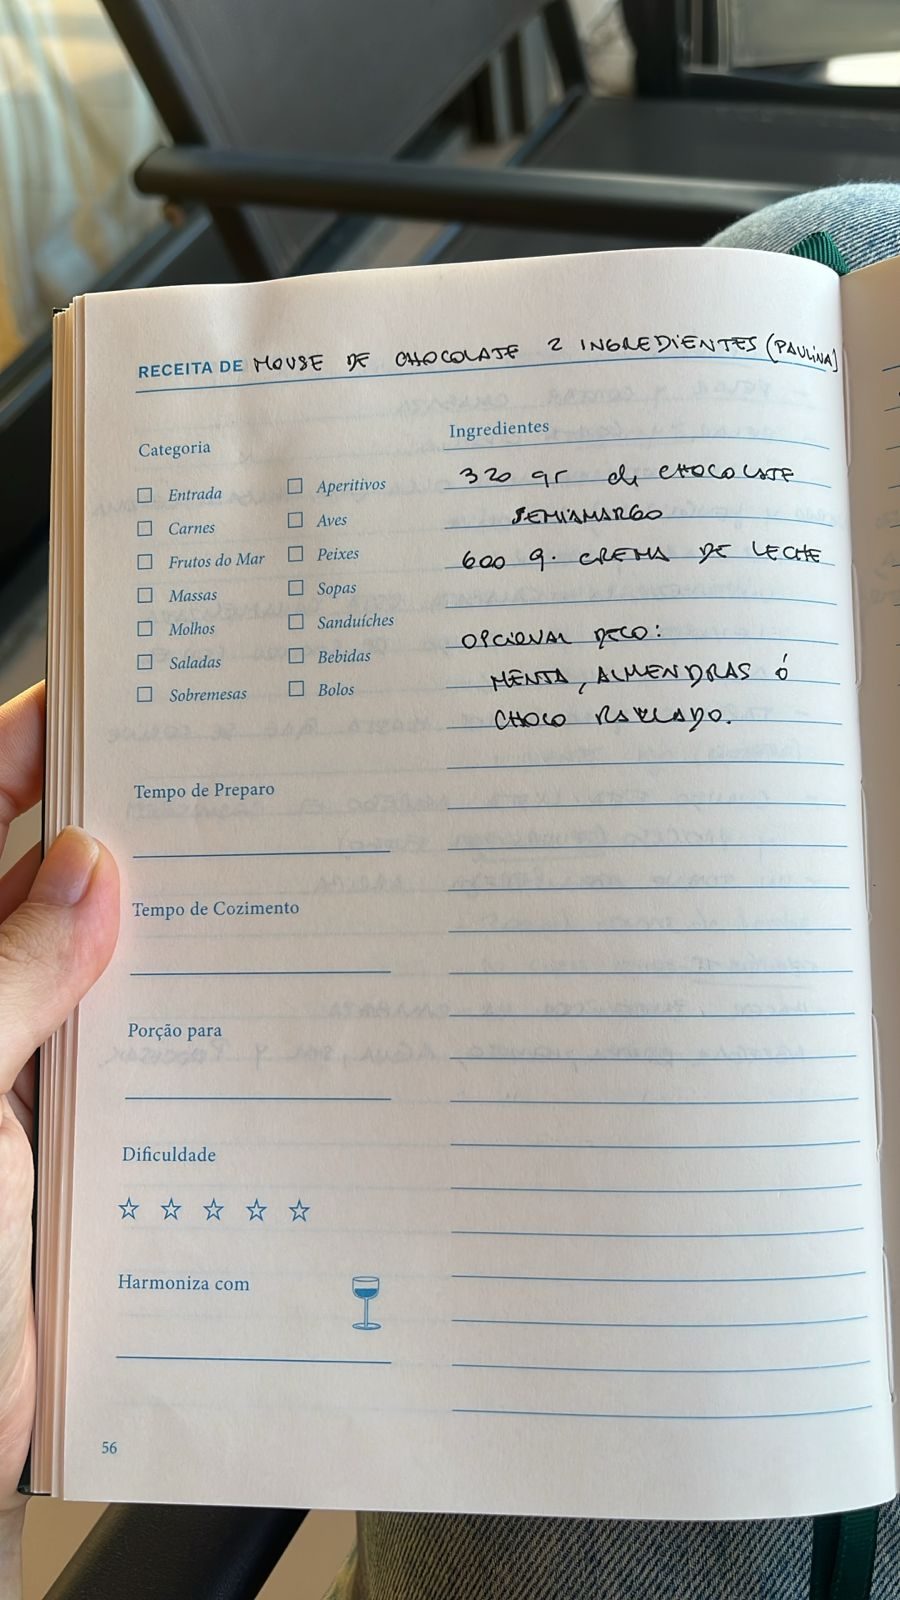 RECEITA DE MOUSE DE CHOCOLATE 2 INGREDIENTES (PAULINA)
Categoria
Entrada
Aperitivos
Carnes
Aves
Frutos do Mar
Peixes
Massas
Sopas
Molhos
Sanduíches
Saladas
Bebidas
Sobremesas
Bolos
Tempo de Preparo
Tempo de Cozimento
Porção para
Dificuldade
Harmoniza com
Ingredientes
320 gr de CHOCOLATE
SEMIAMARGO
600 g. CREMA DE LECHE
OPCIONAL DECO:
MENTA, ALMENDRAS Ó
CHOCO RAYLADO.
56